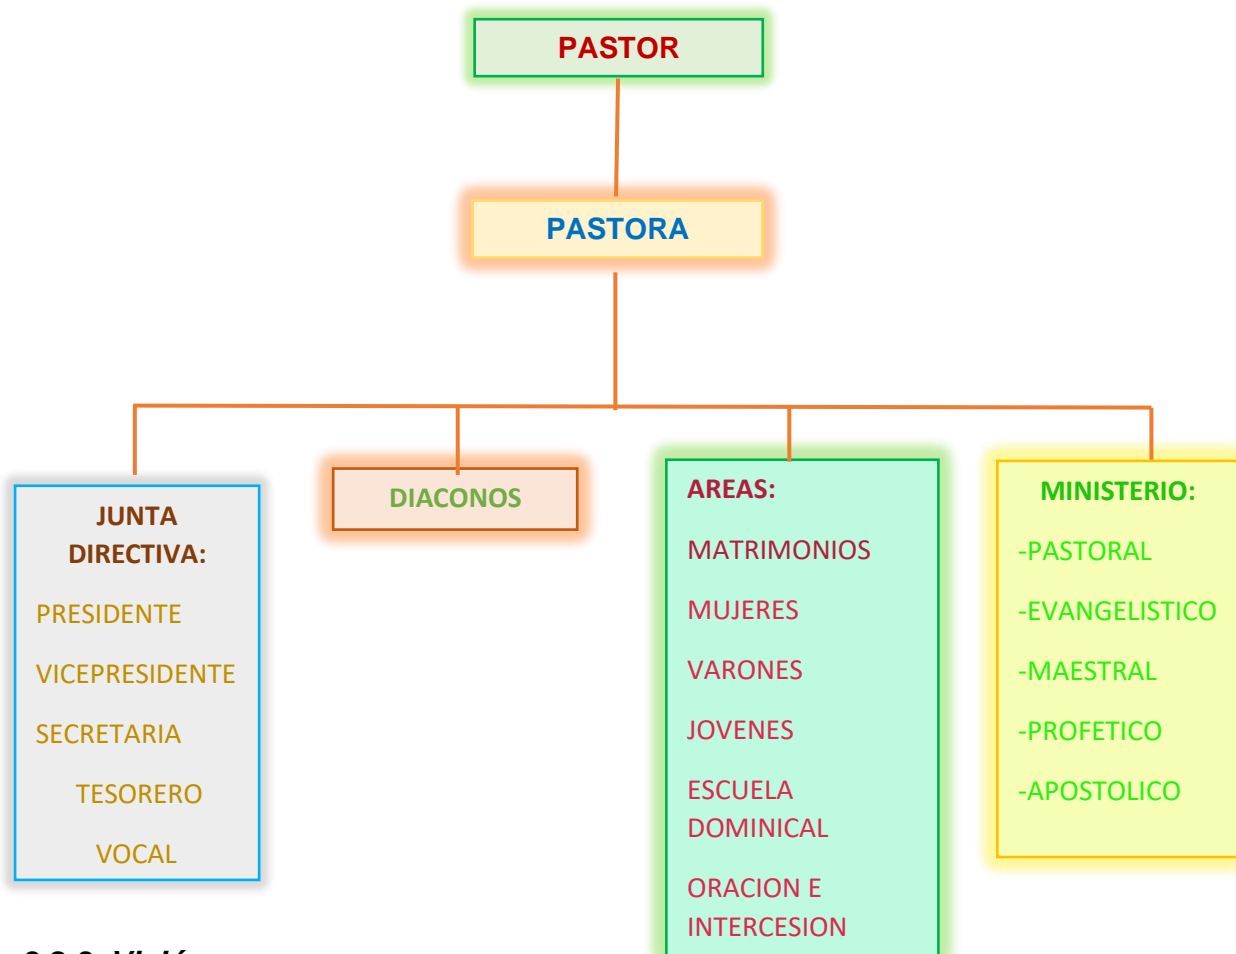 PASTOR
PASTORA
JUNTA
DIRECTIVA:
PRESIDENTE
VICEPRESIDENTE
SECRETARIA
TESORERO
VOCAL
DIACONOS
AREAS:
MATRIMONIOS
MUJERES
VARONES
JOVENES
ESCUELA
DOMINICAL
ORACION E
INTERCESION
MINISTERIO:
-PASTORAL
-EVANGELISTICO
-MAESTRAL
-PROFETICO
-APOSTOLICO